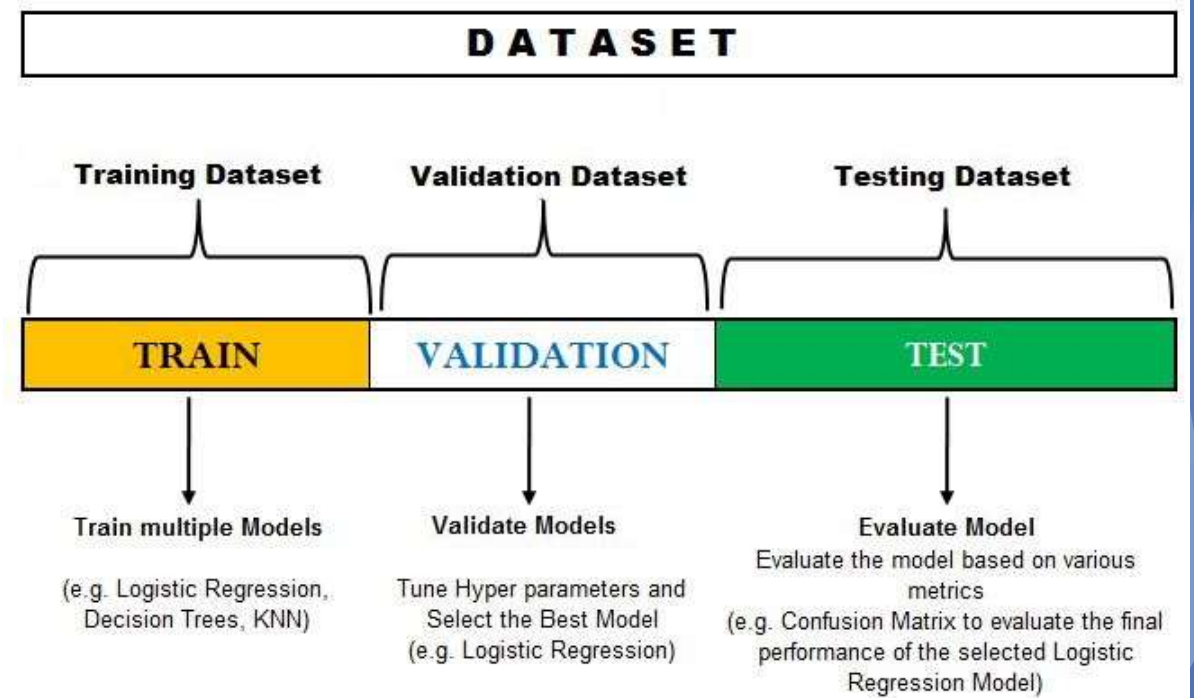 DATASET
Training Dataset
Validation Dataset
Testing Dataset
TRAIN
VALIDATION
TEST
Train multiple Models
(e.g. Logistic Regression,
Decision Trees, KNN)
Validate Models
Tune Hyper parameters and
Select the Best Model
(e.g. Logistic Regression)
Evaluate Model
Evaluate the model based on various
metrics
(e.g. Confusion Matrix to evaluate the final
performance of the selected Logistic
Regression Model)